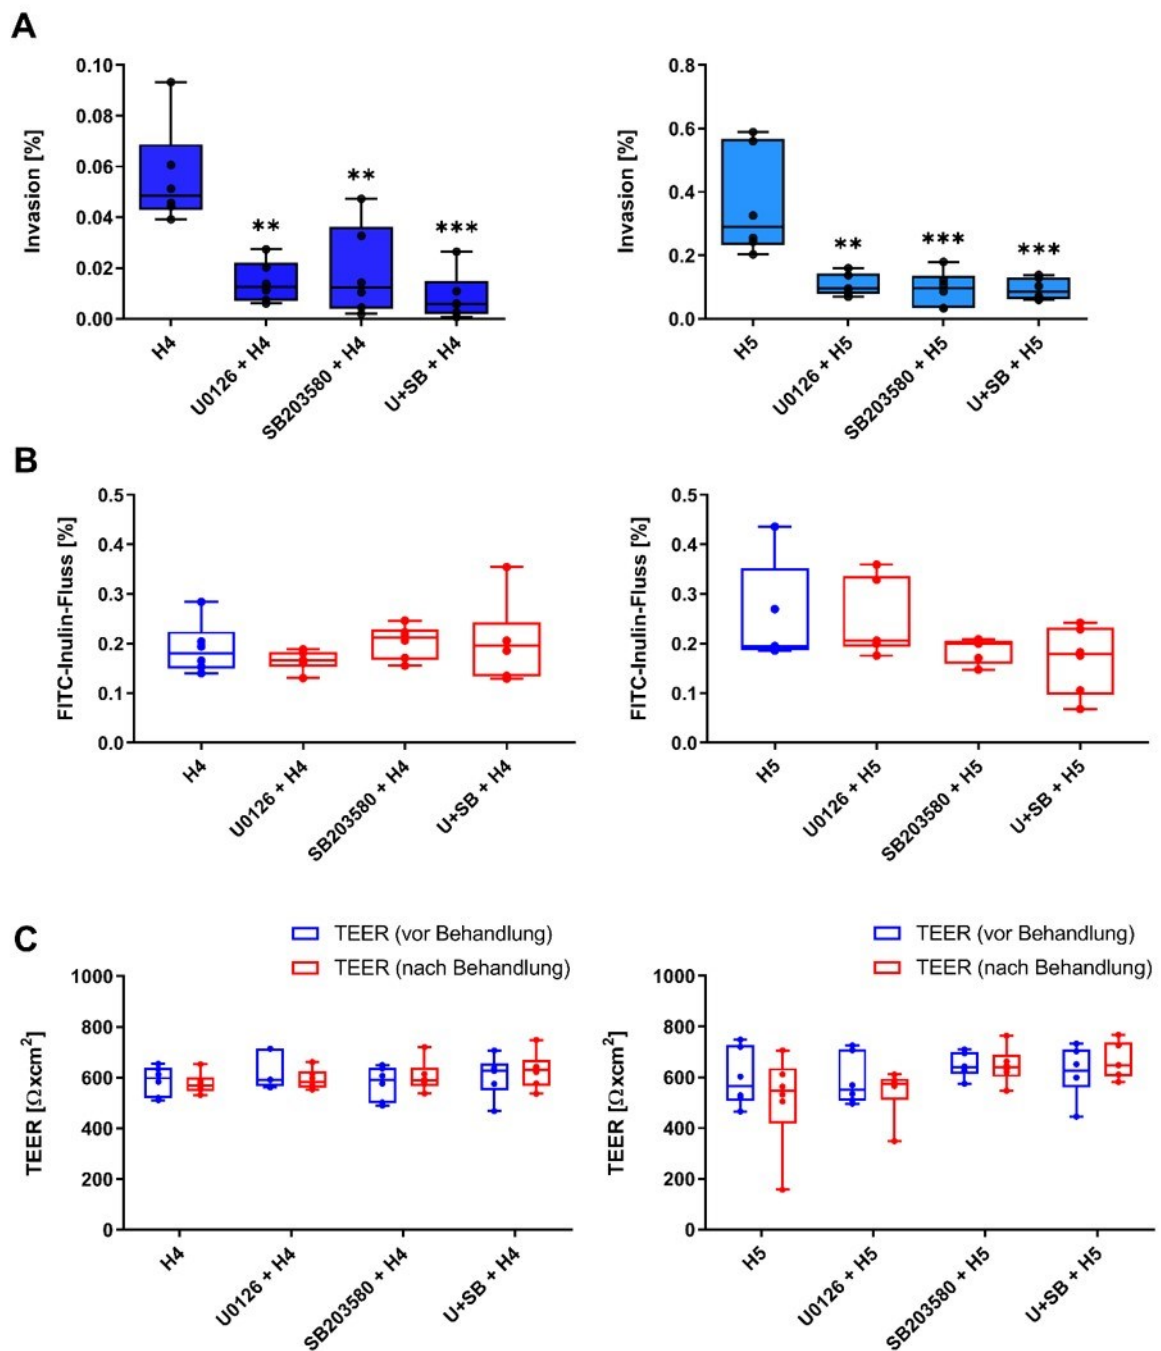 A
Invasion [%]
0.10
0.08
0.06
0.04
0.02
0.00
**
**
***
H4
U0126 + H4
SB203580 + H4
U+SB + H4
Invasion [%]
0.8
0.6
0.4
0.2
0.0
**
***
***
H5
U0126 + H5
SB203580 + H5
U+SB + H5
B
FITC-Inulin-Fluss [%]
0.5
0.4
0.3
0.2
0.1
0.0
H4
U0126 + H4
SB203580 + H4
U+SB + H4
FITC-Inulin-Fluss [%]
0.5
0.4
0.3
0.2
0.1
0.0
H5
U0126 + H5
SB203580 + H5
U+SB + H5
C
TEER (vor Behandlung)
TEER (nach Behandlung)
TEER [Ωxcm²]
1000
800
600
400
200
0
H4
U0126 + H4
SB203580 + H4
U+SB + H4
TEER (vor Behandlung)
TEER (nach Behandlung)
TEER [Ωxcm²]
1000
800
600
400
200
0
H5
U0126 + H5
SB203580 + H5
U+SB + H5